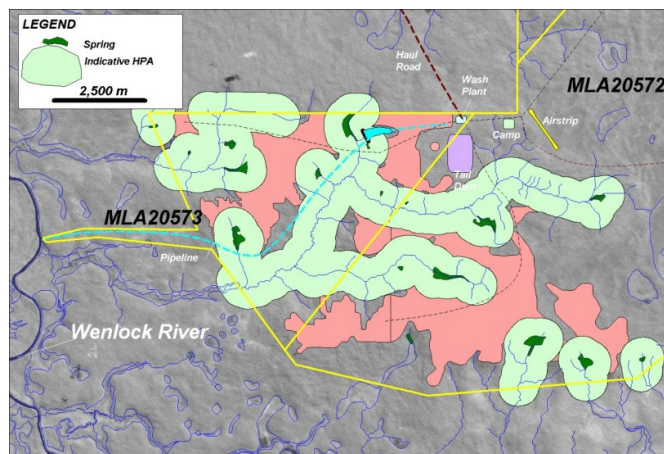 LEGEND
Spring
Indicative HPA
2,500 m
Haul
Road
Wash
Plant
MLA20572
Camp
Airstrip
Tail
Dam
MLA20573
Pipeline
Wenlock River